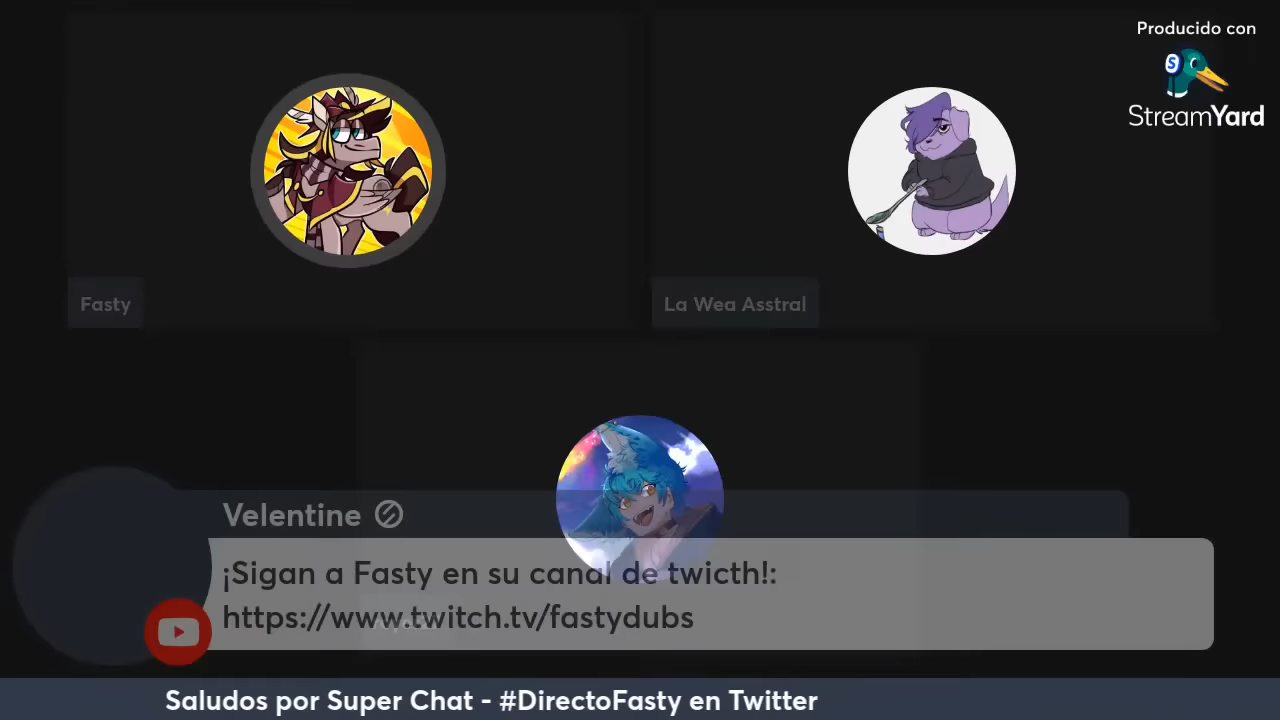 Producido con
StreamYard
Fasty
La Wea Asstral
Velentine
¡Sigan a Fasty en su canal de twicth!:
https://www.twitch.tv/fastydubs
Saludos por Super Chat - #DirectoFasty en Twitter